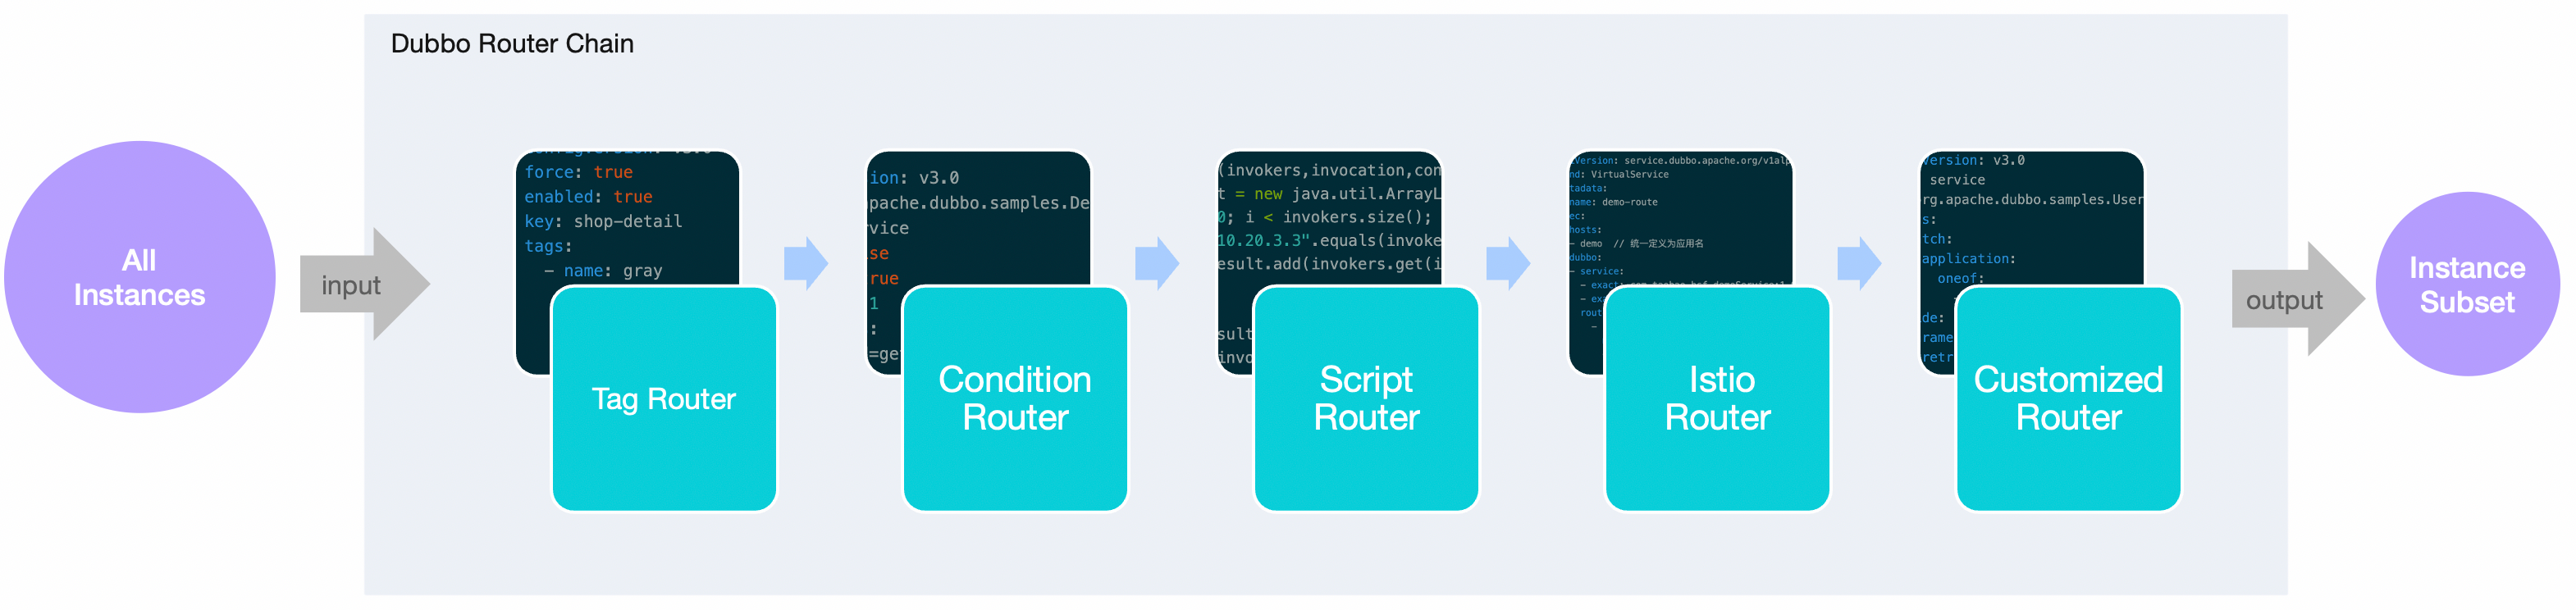 Dubbo Router Chain
All
Instances
input
force: true
enabled: true
key: shop-detail
tags:
- name: gray
Tag Router
ion: v3.0
apache.dubbo.samples.De
rvice
se
rue
1
:
=ge
Condition
Router
(invokers,invocation,con
t = new java.util.ArrayL
0; i < invokers.size();
10.20.3.3".equals(invoke
esult.add(invokers.get(i
sult
invo
Script
Router
Version: service.dubbo.apache.org/v1alp
nd: VirtualService
tadata:
name: demo-route
ec:
hosts:
- demo // 统一定义为应用名
dubbo:
- service:
- exact:
- ex
rout
-
Istio
Router
version: v3.0
service
rg.apache.dubbo.samples.User
s:
tch:
application:
oneof:
de:
rame
retr
Customized
Router
output
Instance
Subset